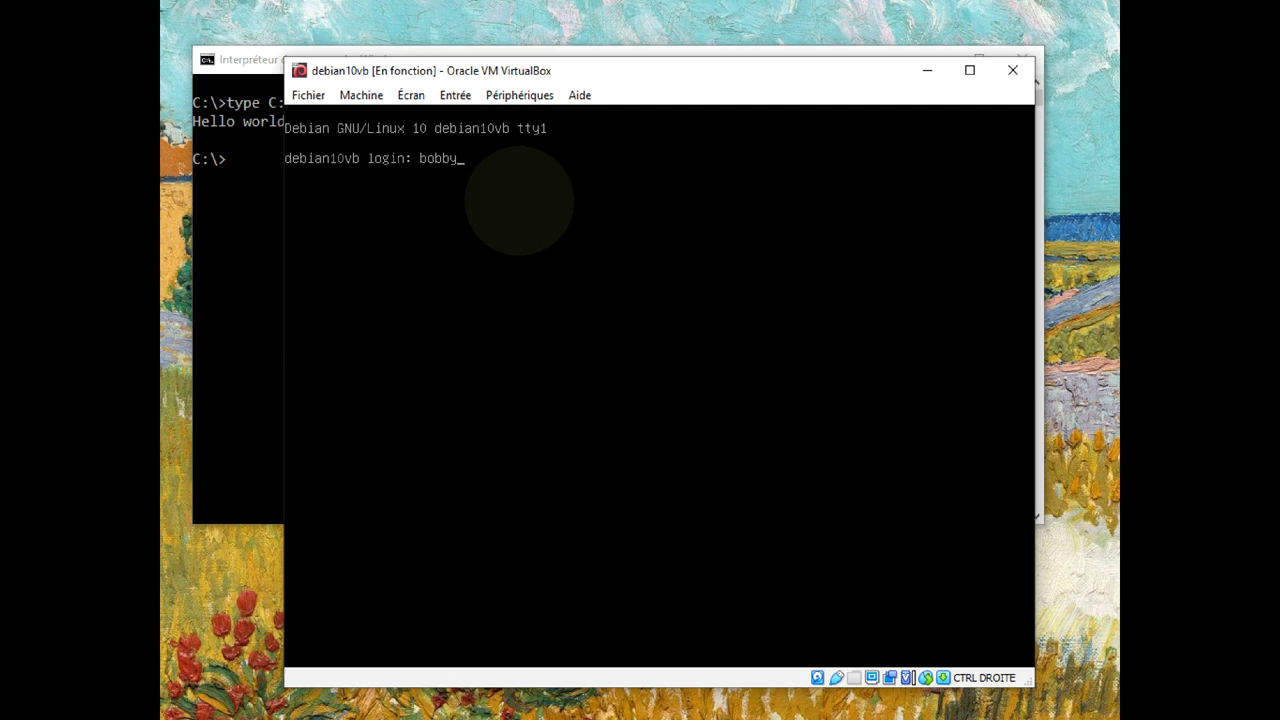 Interpréteur
debian10vb [En fonction] - Oracle VM VirtualBox
Fichier Machine Écran Entrée Périphériques Aide
C:\>type C:
Hello world
C:\>
Debian GNU/Linux 10 debian10vb tty1
debian10vb login: bobby_
CTRL DROITE